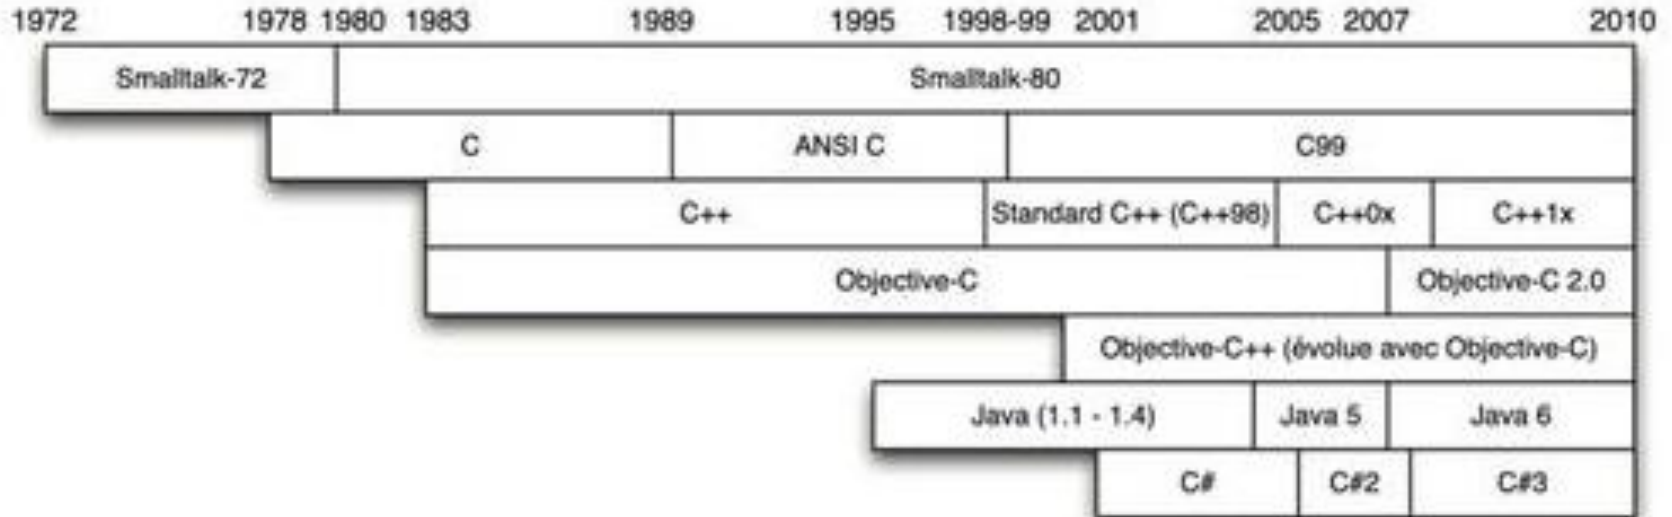 1972 1978 1980 1983 1989 1995 1998-99 2001 2005 2007 2010
Smalltalk-72 Smalltalk-80
C ANSI C C99
C++ Standard C++ (C++98) C++0x C++1x
Objective-C Objective-C 2.0
Objective-C++ (évolue avec Objective-C)
Java (1.1 - 1.4) Java 5 Java 6
C# C#2 C#3